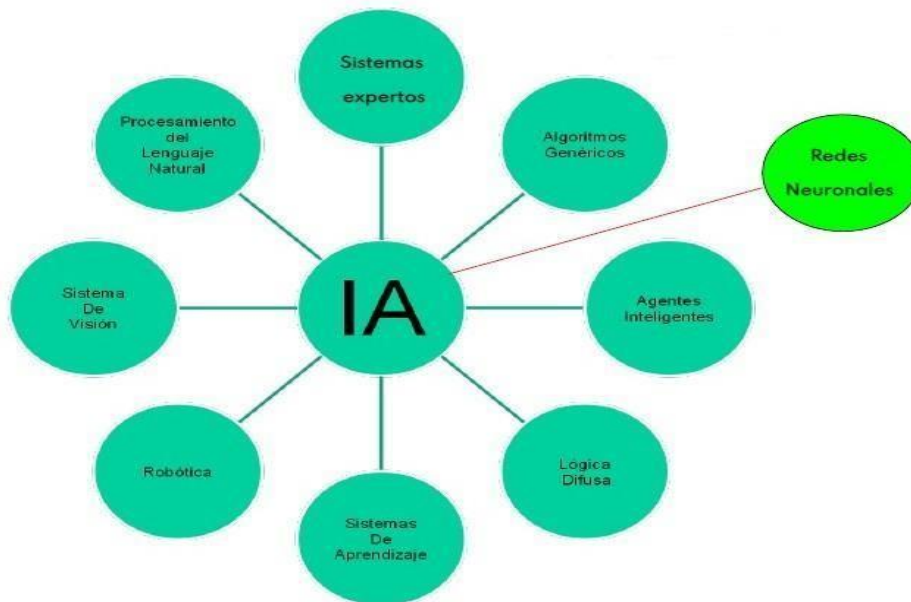 Sistemas
expertos
Procesamiento
del
Lenguaje
Natural
Algoritmos
Genéricos
Redes
Neuronales
Sistema
De
Visión
IA
Agentes
Inteligentes
Robótica
Lógica
Difusa
Sistemas
De
Aprendizaje